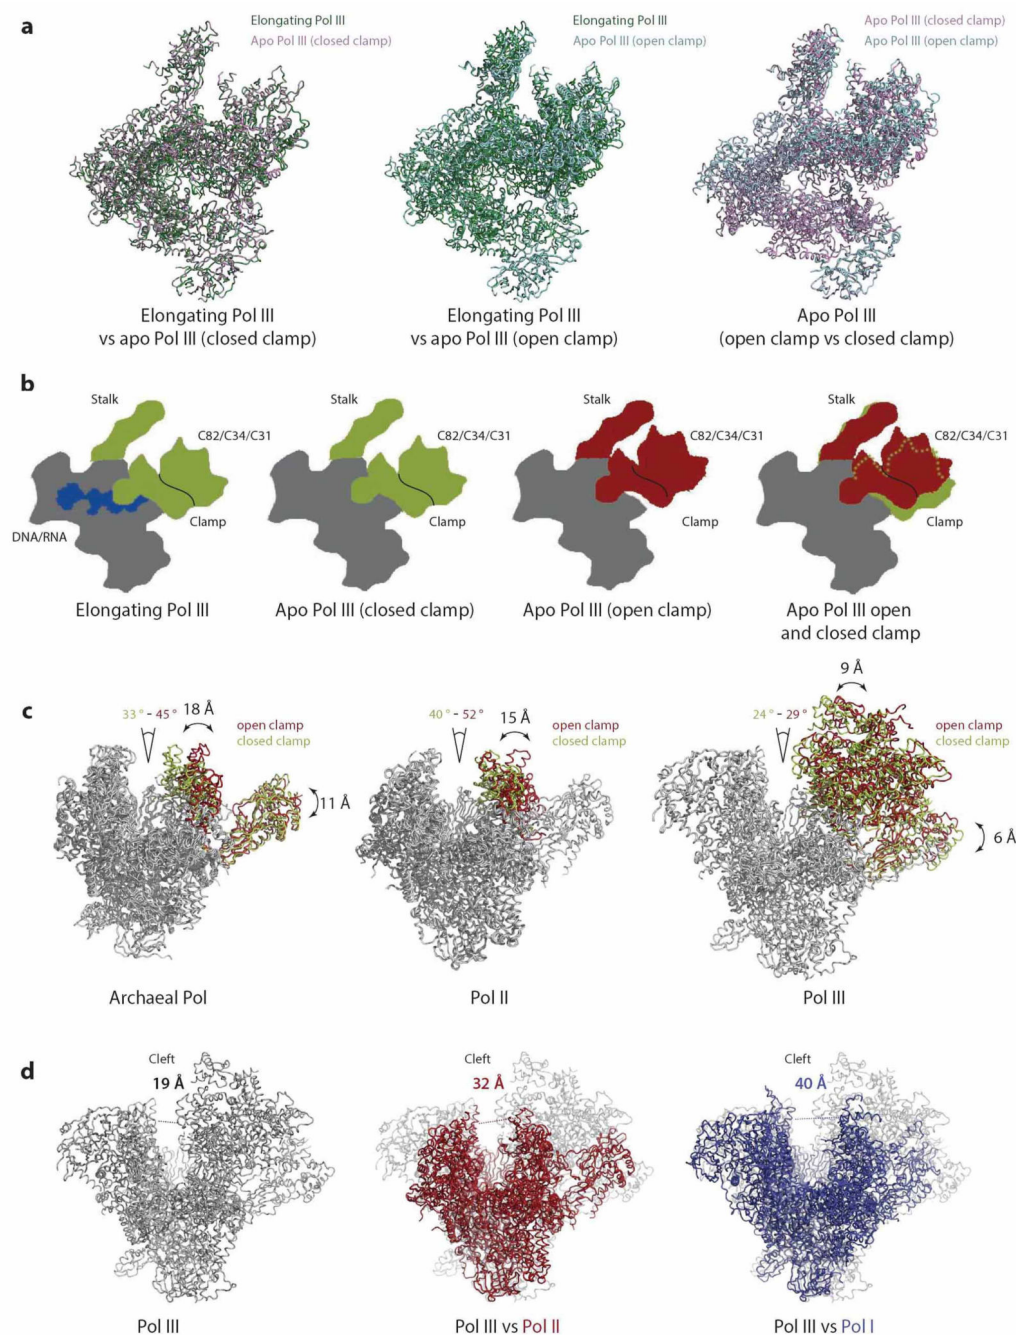 a
Elongating Pol III
Apo Pol III (closed clamp)
Elongating Pol III
Apo Pol III (open clamp)
Apo Pol III (closed clamp)
Apo Pol III (open clamp)
Elongating Pol III
vs apo Pol III (closed clamp)
Elongating Pol III
vs apo Pol III (open clamp)
Apo Pol III
(open clamp vs closed clamp)
b
Stalk
C82/C34/C31
DNA/RNA
Clamp
Elongating Pol III
Stalk
C82/C34/C31
Clamp
Apo Pol III (closed clamp)
Stalk
C82/C34/C31
Clamp
Apo Pol III (open clamp)
Stalk
C82/C34/C31
Clamp
Apo Pol III open
and closed clamp
c
33° - 45°
18 Å
open clamp
closed clamp
11 Å
Archaeal Pol
40° - 52°
15 Å
open clamp
closed clamp
Pol II
9 Å
24° - 29°
open clamp
closed clamp
6 Å
Pol III
d
Cleft
19 Å
Pol III
Cleft
32 Å
Pol III vs Pol II
Cleft
40 Å
Pol III vs Pol I